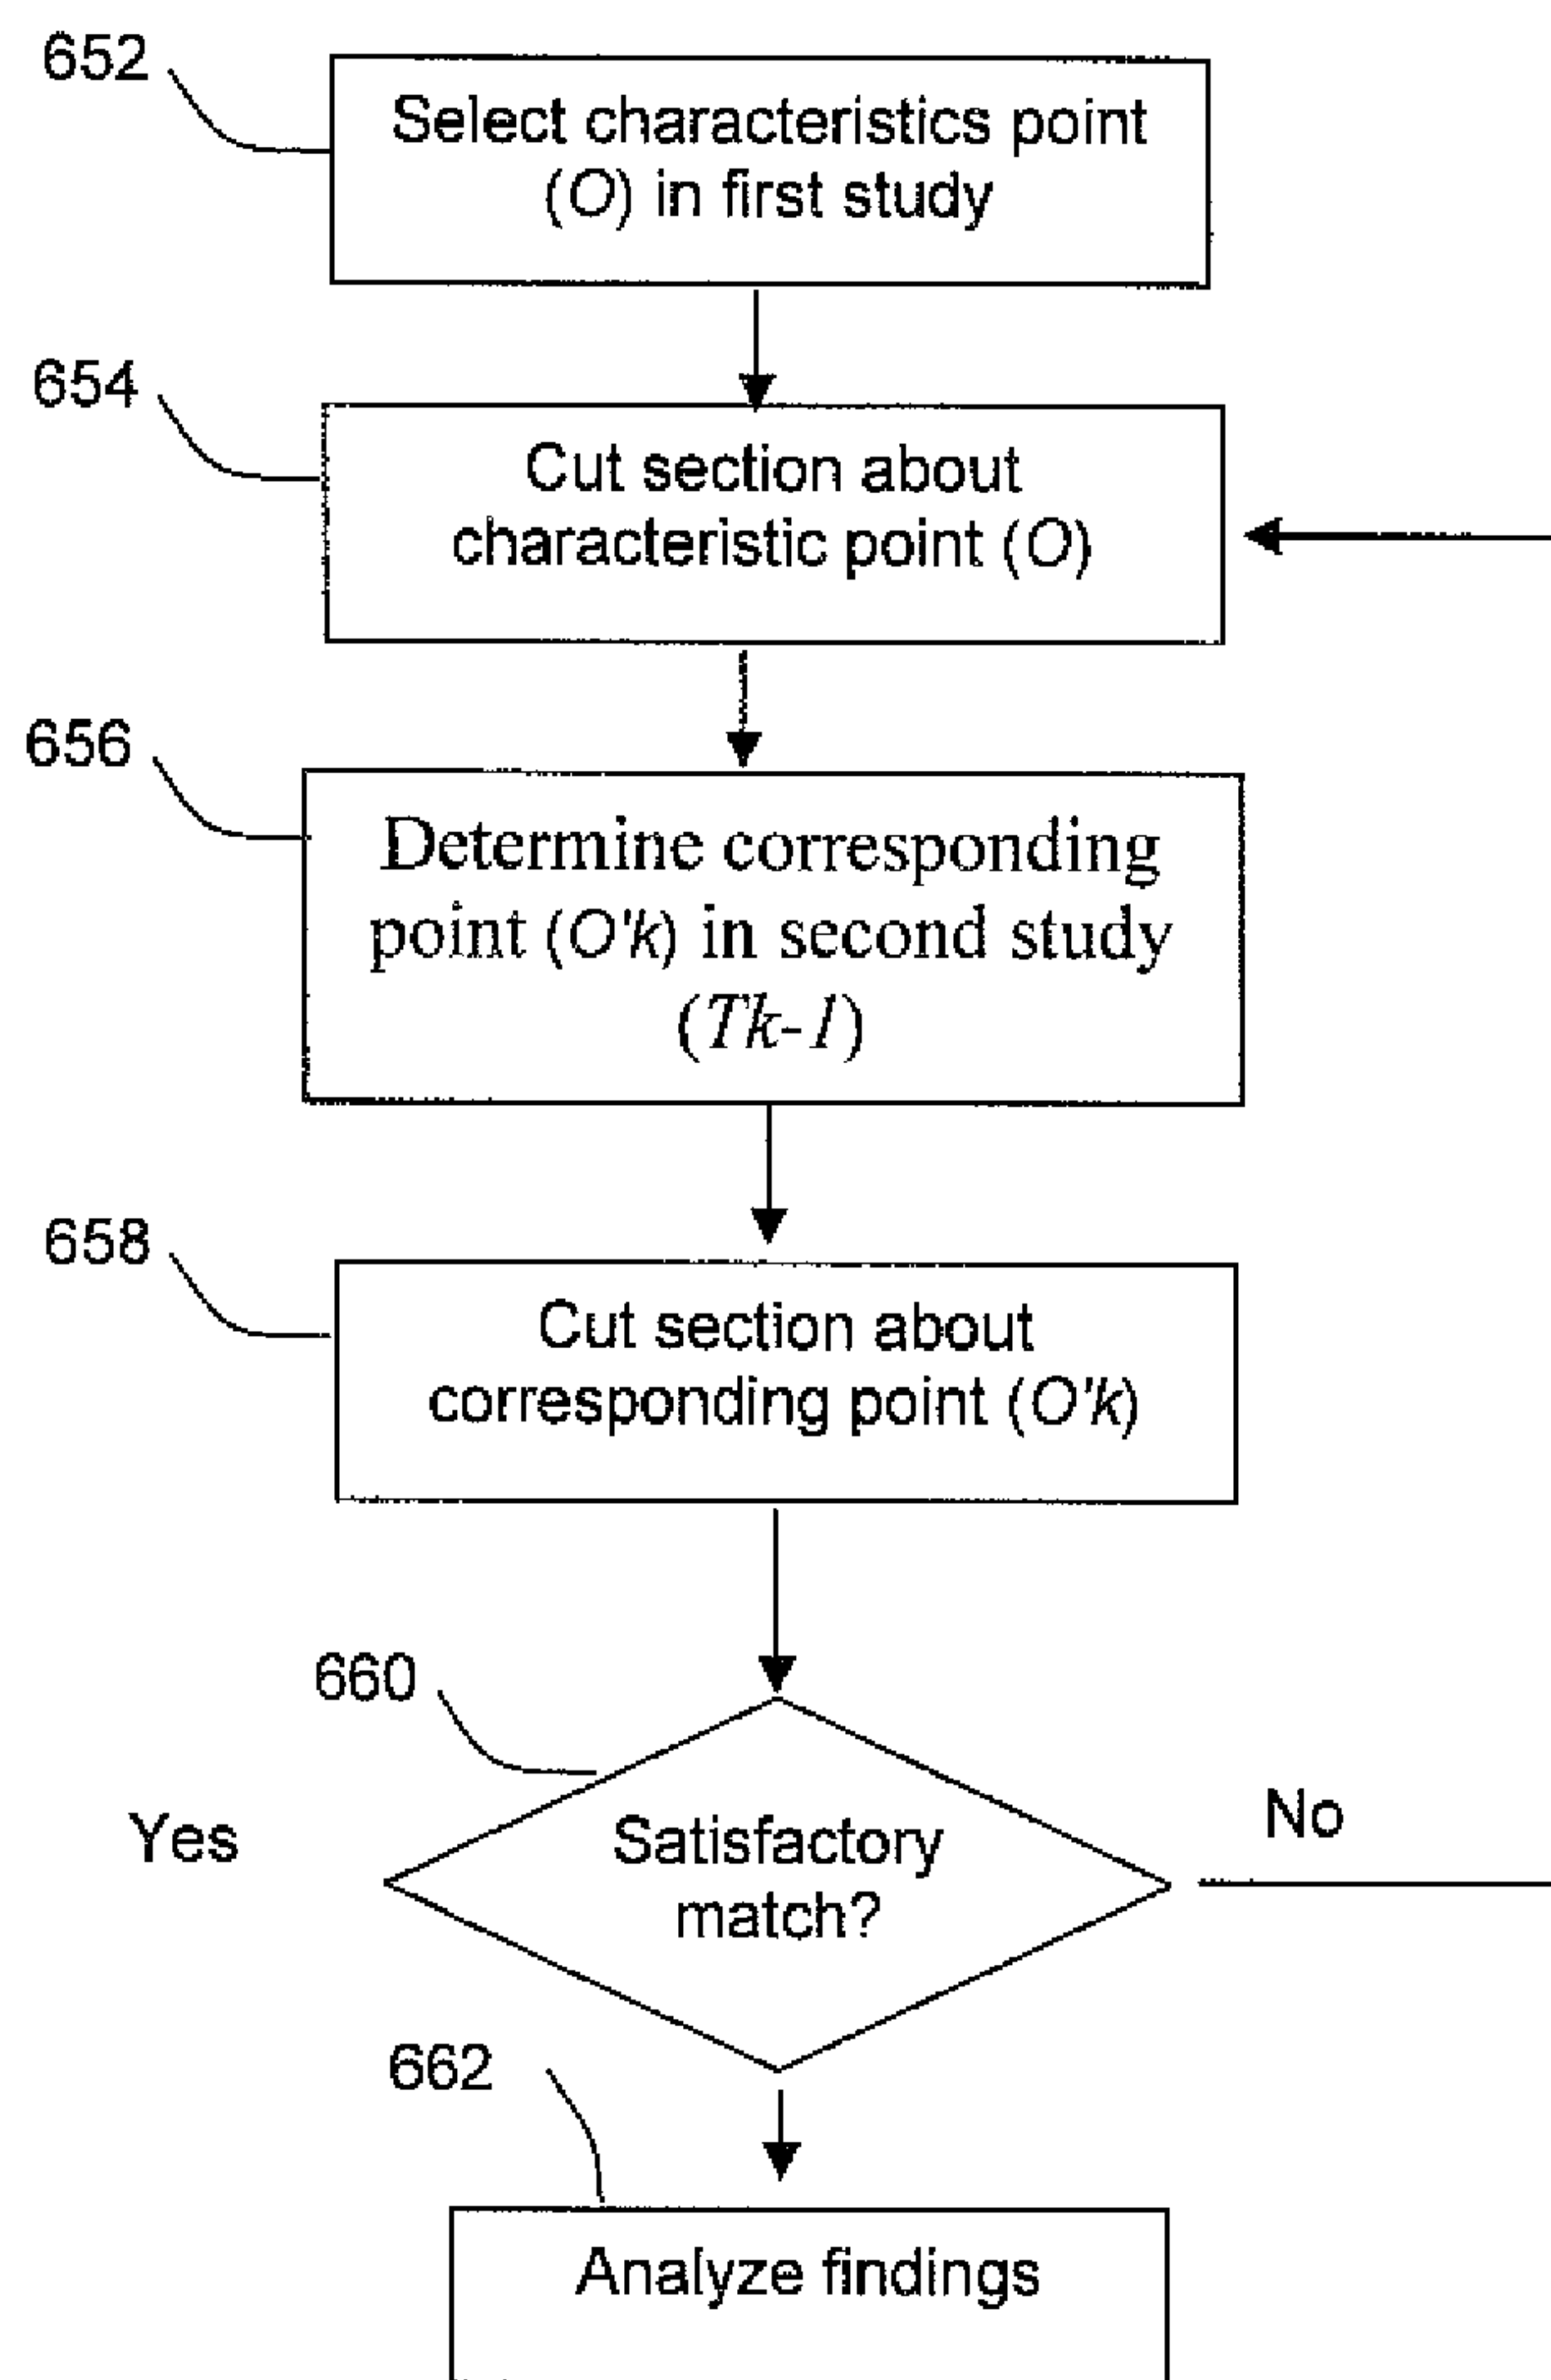 652
Select characteristics point
(O) in first study
654
Cut section about
characteristic point (O)
656
Determine corresponding
point (O'k) in second study
(Tk-1)
658
Cut section about
corresponding point (O'k)
660
Yes
Satisfactory
match?
No
662
Analyze findings